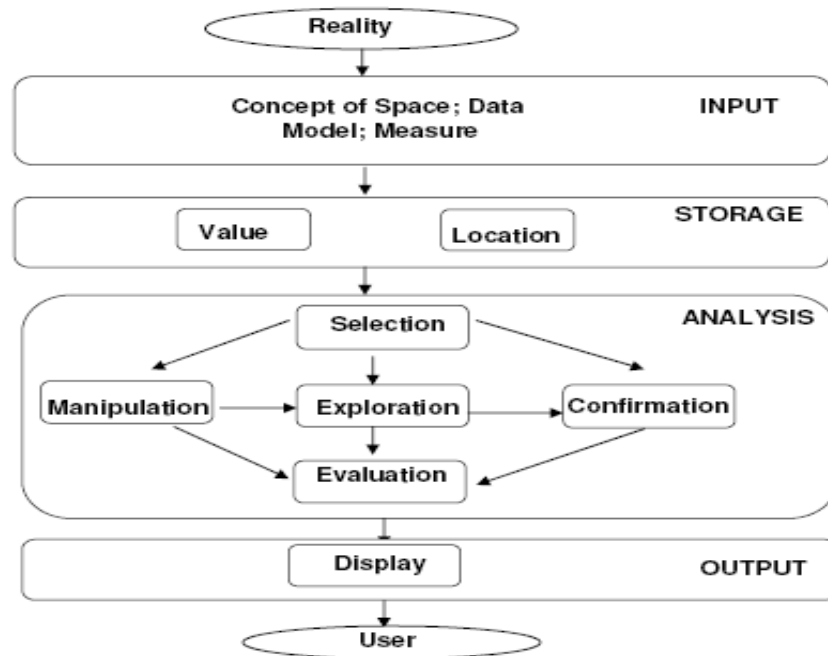 Reality
Concept of Space; Data
Model; Measure
INPUT
STORAGE
Value
Location
ANALYSIS
Selection
Manipulation
Exploration
Confirmation
Evaluation
Display
OUTPUT
User